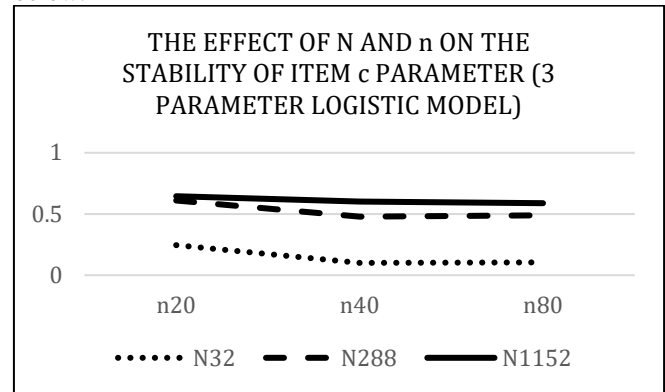 THE EFFECT OF N AND n ON THE
STABILITY OF ITEM c PARAMETER (3
PARAMETER LOGISTIC MODEL)
1
0.5
0
n20 n40 n80
N32 N288 N1152